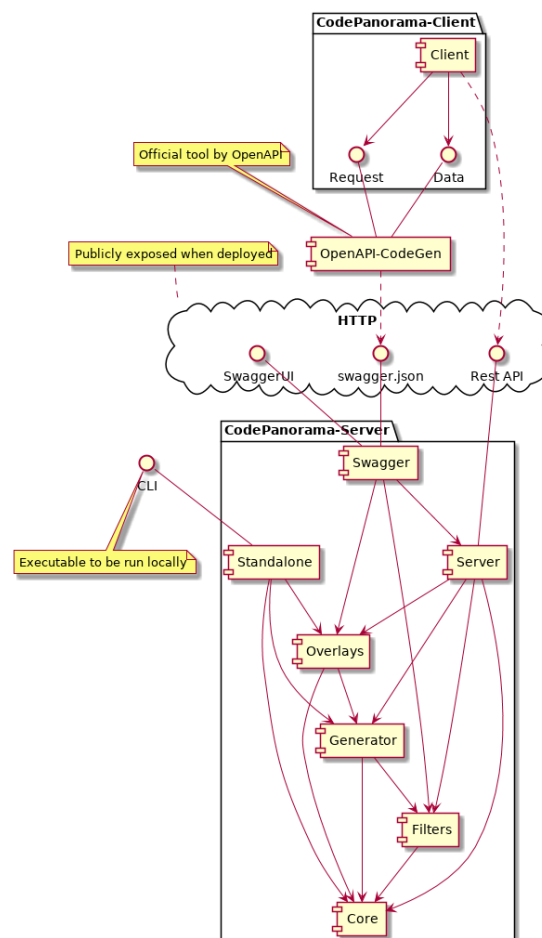 CodePanorama-Client
Client
Official tool by OpenAPI
Request
Data
Publicly exposed when deployed
OpenAPI-CodeGen
HTTP
SwaggerUI
swagger.json
Rest API
CodePanorama-Server
Swagger
CLI
Executable to be run locally
Standalone
Server
Overlays
Generator
Filters
Core